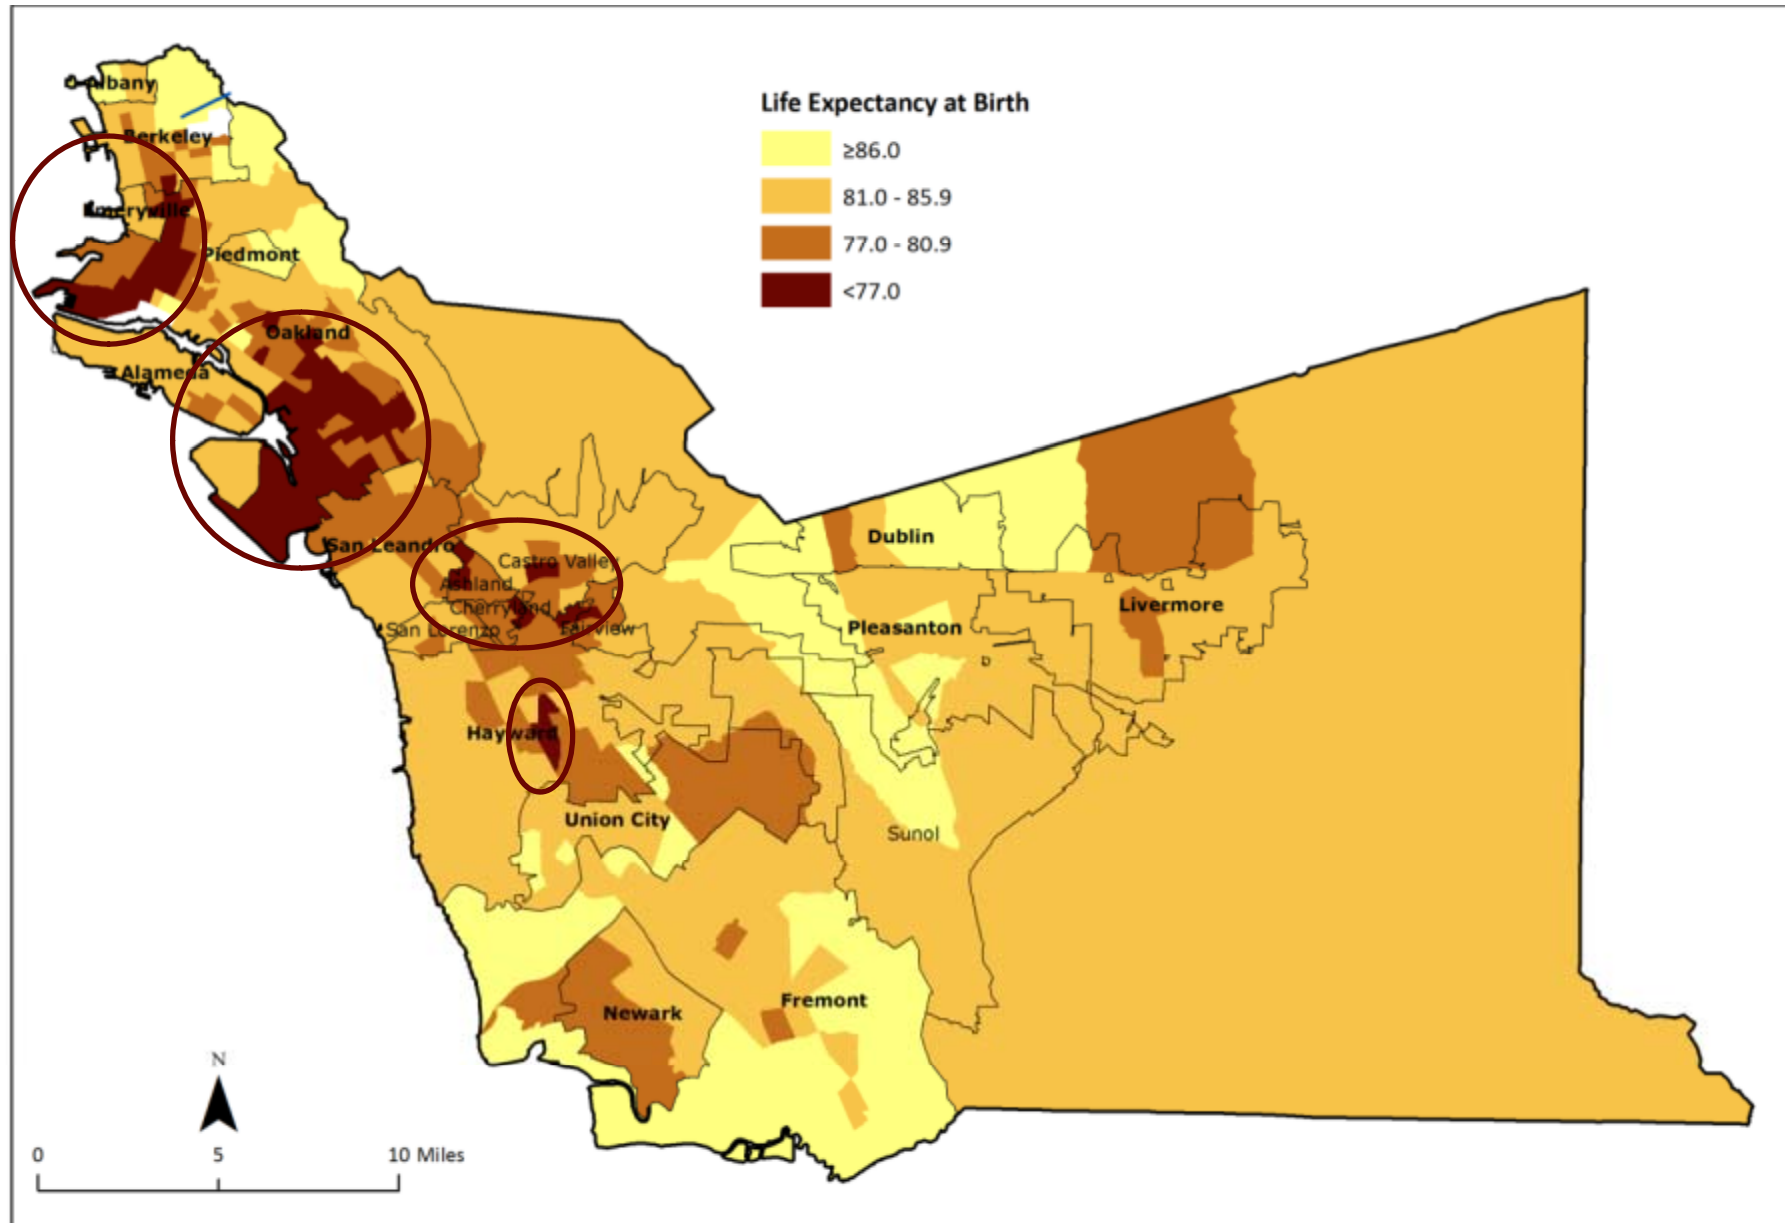 Albany
Berkeley
Emeryville
Piedmont
Oakland
Alameda
San Leandro
Castro Valley
Ashland
Cherryland
San Lorenzo
Fairview
Hayward
Union City
Newark
Fremont
Sunol
Dublin
Pleasanton
Livermore
Life Expectancy at Birth
≥86.0
81.0 - 85.9
77.0 - 80.9
<77.0
N
0 5 10 Miles